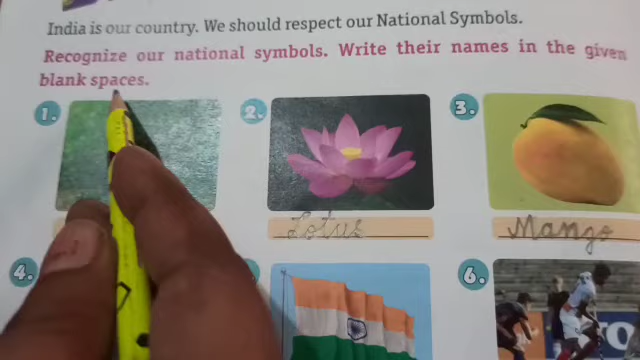 India is our country. We should respect our National Symbols.
Recognize our national symbols. Write their names in the given
blank spaces.
1. 2. 3.
Lotus Mango
4. 6.